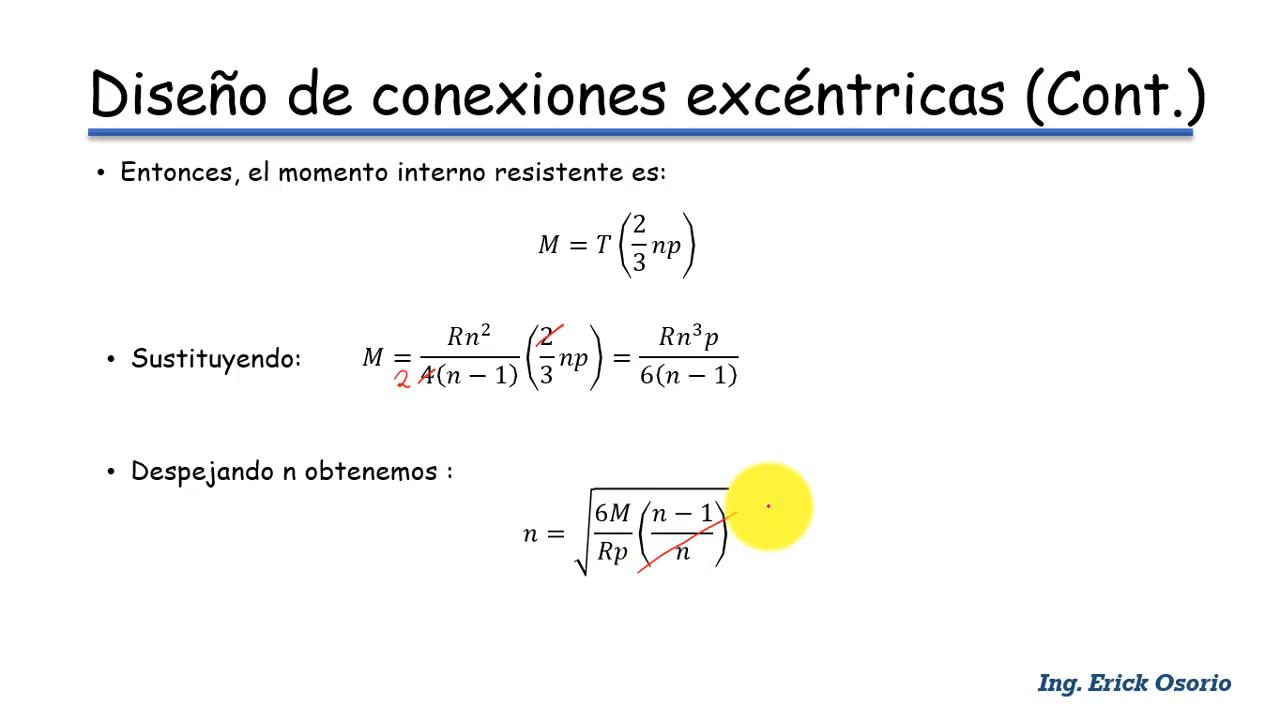 Diseño de conexiones excéntricas (Cont.)
• Entonces, el momento interno resistente es:
M = T (2/3 np)
• Sustituyendo: M = Rn²/4(n − 1) (2/3 np) = Rn³p/6(n − 1)
2
• Despejando n obtenemos :
n = √(6M/Rp ((n − 1)/n))
Ing. Erick Osorio